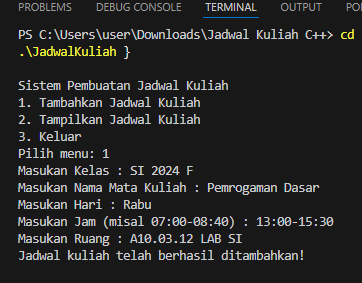 PROBLEMS DEBUG CONSOLE TERMINAL OUTPUT
PS C:\Users\user\Downloads\Jadwal Kuliah C++> cd
.\JadwalKuliah }
Sistem Pembuatan Jadwal Kuliah
1. Tambahkan Jadwal Kuliah
2. Tampilkan Jadwal Kuliah
3. Keluar
Pilih menu: 1
Masukan Kelas : SI 2024 F
Masukan Nama Mata Kuliah : Pemrogaman Dasar
Masukan Hari : Rabu
Masukan Jam (misal 07:00-08:40) : 13:00-15:30
Masukan Ruang : A10.03.12 LAB SI
Jadwal kuliah telah berhasil ditambahkan!